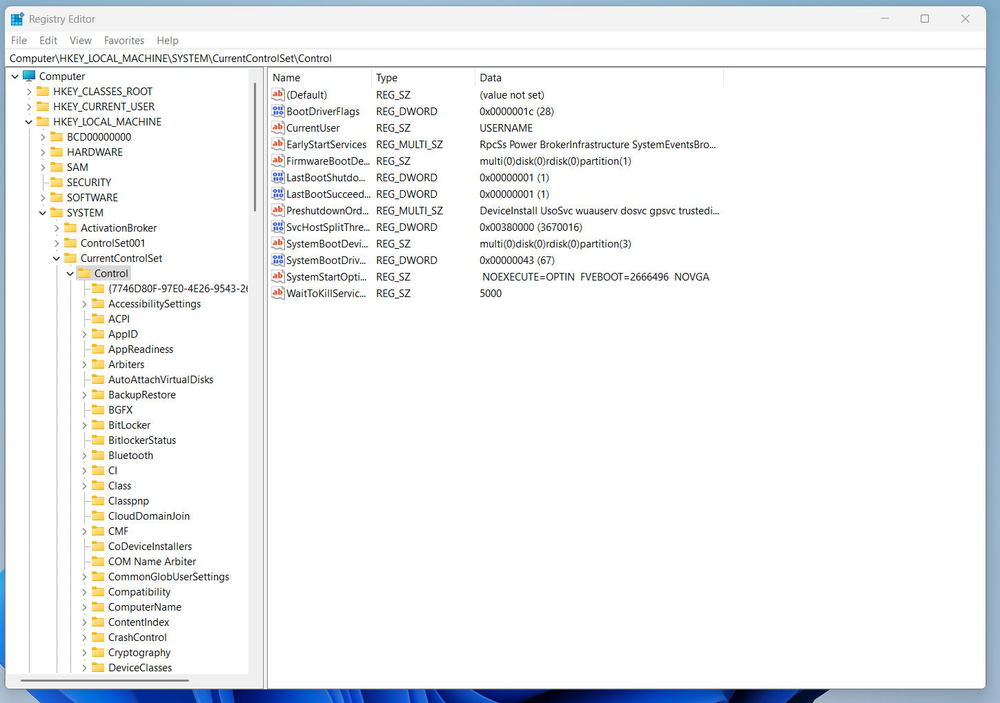 Registry Editor
File Edit View Favorites Help
Computer\HKEY_LOCAL_MACHINE\SYSTEM\CurrentControlSet\Control
Computer
HKEY_CLASSES_ROOT
HKEY_CURRENT_USER
HKEY_LOCAL_MACHINE
BCD00000000
HARDWARE
SAM
SECURITY
SOFTWARE
SYSTEM
ActivationBroker
ControlSet001
CurrentControlSet
Control
{7746D80F-97E0-4E26-9543-26
AccessibilitySettings
ACPI
AppID
AppReadiness
Arbiters
AutoAttachVirtualDisks
BackupRestore
BGFX
BitLocker
BitlockerStatus
Bluetooth
CI
Class
Classpnp
CloudDomainJoin
CMF
CoDeviceInstallers
COM Name Arbiter
CommonGlobUserSettings
Compatibility
ComputerName
ContentIndex
CrashControl
Cryptography
DeviceClasses
Name Type Data
(Default) REG_SZ (value not set)
BootDriverFlags REG_DWORD 0x0000001c (28)
CurrentUser REG_SZ USERNAME
EarlyStartServices REG_MULTI_SZ RpcSs Power BrokerInfrastructure SystemEventsBro...
FirmwareBootDe... REG_SZ multi(0)disk(0)rdisk(0)partition(1)
LastBootShutdo... REG_DWORD 0x00000001 (1)
LastBootSucceed... REG_DWORD 0x00000001 (1)
PreshutdownOrd... REG_MULTI_SZ DeviceInstall UsoSvc wuauserv dosvc gpsvc trustedi...
SvcHostSplitThre... REG_DWORD 0x00380000 (3670016)
SystemBootDevi... REG_SZ multi(0)disk(0)rdisk(0)partition(3)
SystemBootDriv... REG_DWORD 0x00000043 (67)
SystemStartOpti... REG_SZ NOEXECUTE=OPTIN FVEBOOT=2666496 NOVGA
WaitToKillServic... REG_SZ 5000